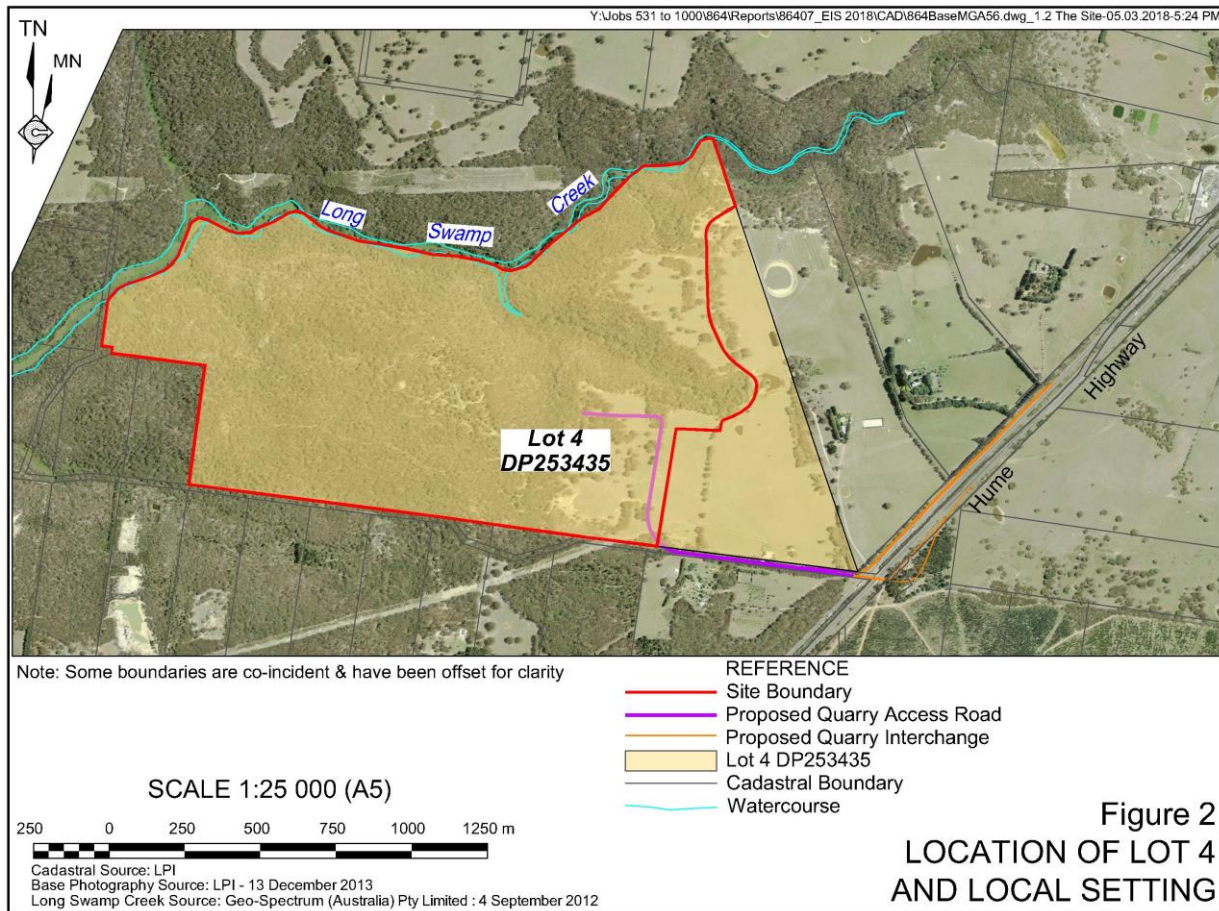 Y:\Jobs 531 to 1000\864\Reports\86407_EIS 2018\CAD\864BaseMGA56.dwg_1.2 The Site-05.03.2018-5:24 PM
TN
MN
Long
Swamp
Creek
Lot 4
DP253435
Highway
Hume
Note: Some boundaries are co-incident & have been offset for clarity
REFERENCE
Site Boundary
Proposed Quarry Access Road
Proposed Quarry Interchange
Lot 4 DP253435
Cadastral Boundary
Watercourse
SCALE 1:25 000 (A5)
250 0 250 500 750 1000 1250 m
Cadastral Source: LPI
Base Photography Source: LPI - 13 December 2013
Long Swamp Creek Source: Geo-Spectrum (Australia) Pty Limited : 4 September 2012
Figure 2
LOCATION OF LOT 4
AND LOCAL SETTING